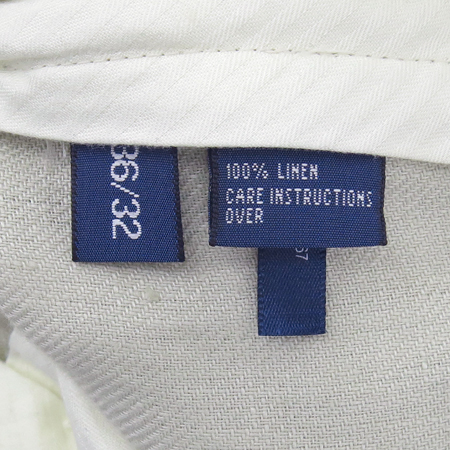 36/32
100% LINEN
CARE INSTRUCTIONS
OVER